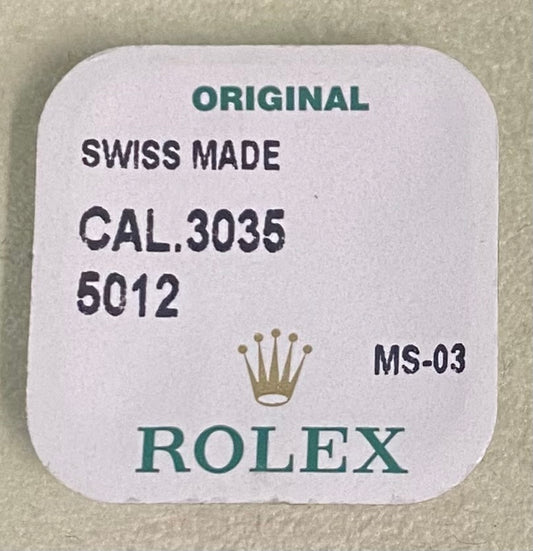 ORIGINAL
SWISS MADE
CAL.3035
5012
MS-03
ROLEX